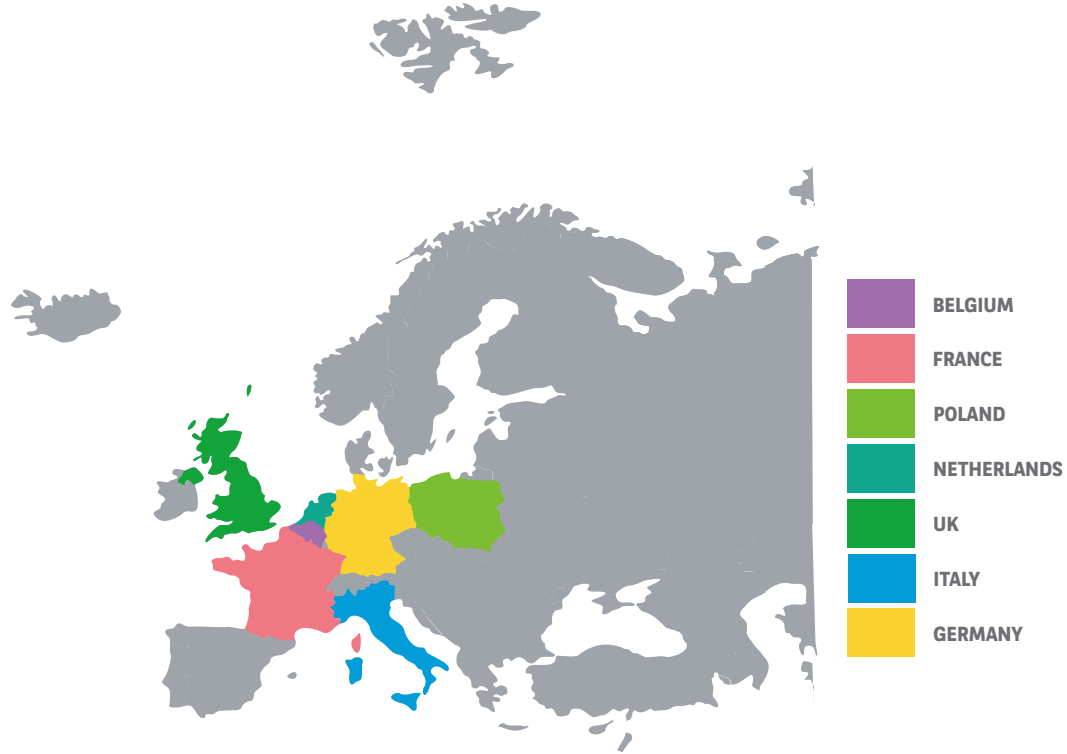 BELGIUM
FRANCE
POLAND
NETHERLANDS
UK
ITALY
GERMANY